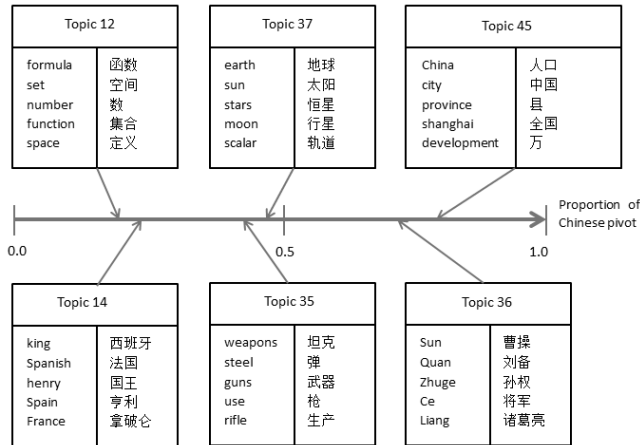 Topic 12
formula 函数
set 空间
number 数
function 集合
space 定义
Topic 37
earth 地球
sun 太阳
stars 恒星
moon 行星
scalar 轨道
Topic 45
China 人口
city 中国
province 县
shanghai 全国
development 万
Proportion of
Chinese pivot
0.0
0.5
1.0
Topic 14
king 西班牙
Spanish 法国
henry 国王
Spain 亨利
France 拿破仑
Topic 35
weapons 坦克
steel 弹
guns 武器
use 枪
rifle 生产
Topic 36
Sun 曹操
Quan 刘备
Zhuge 孙权
Ce 将军
Liang 诸葛亮